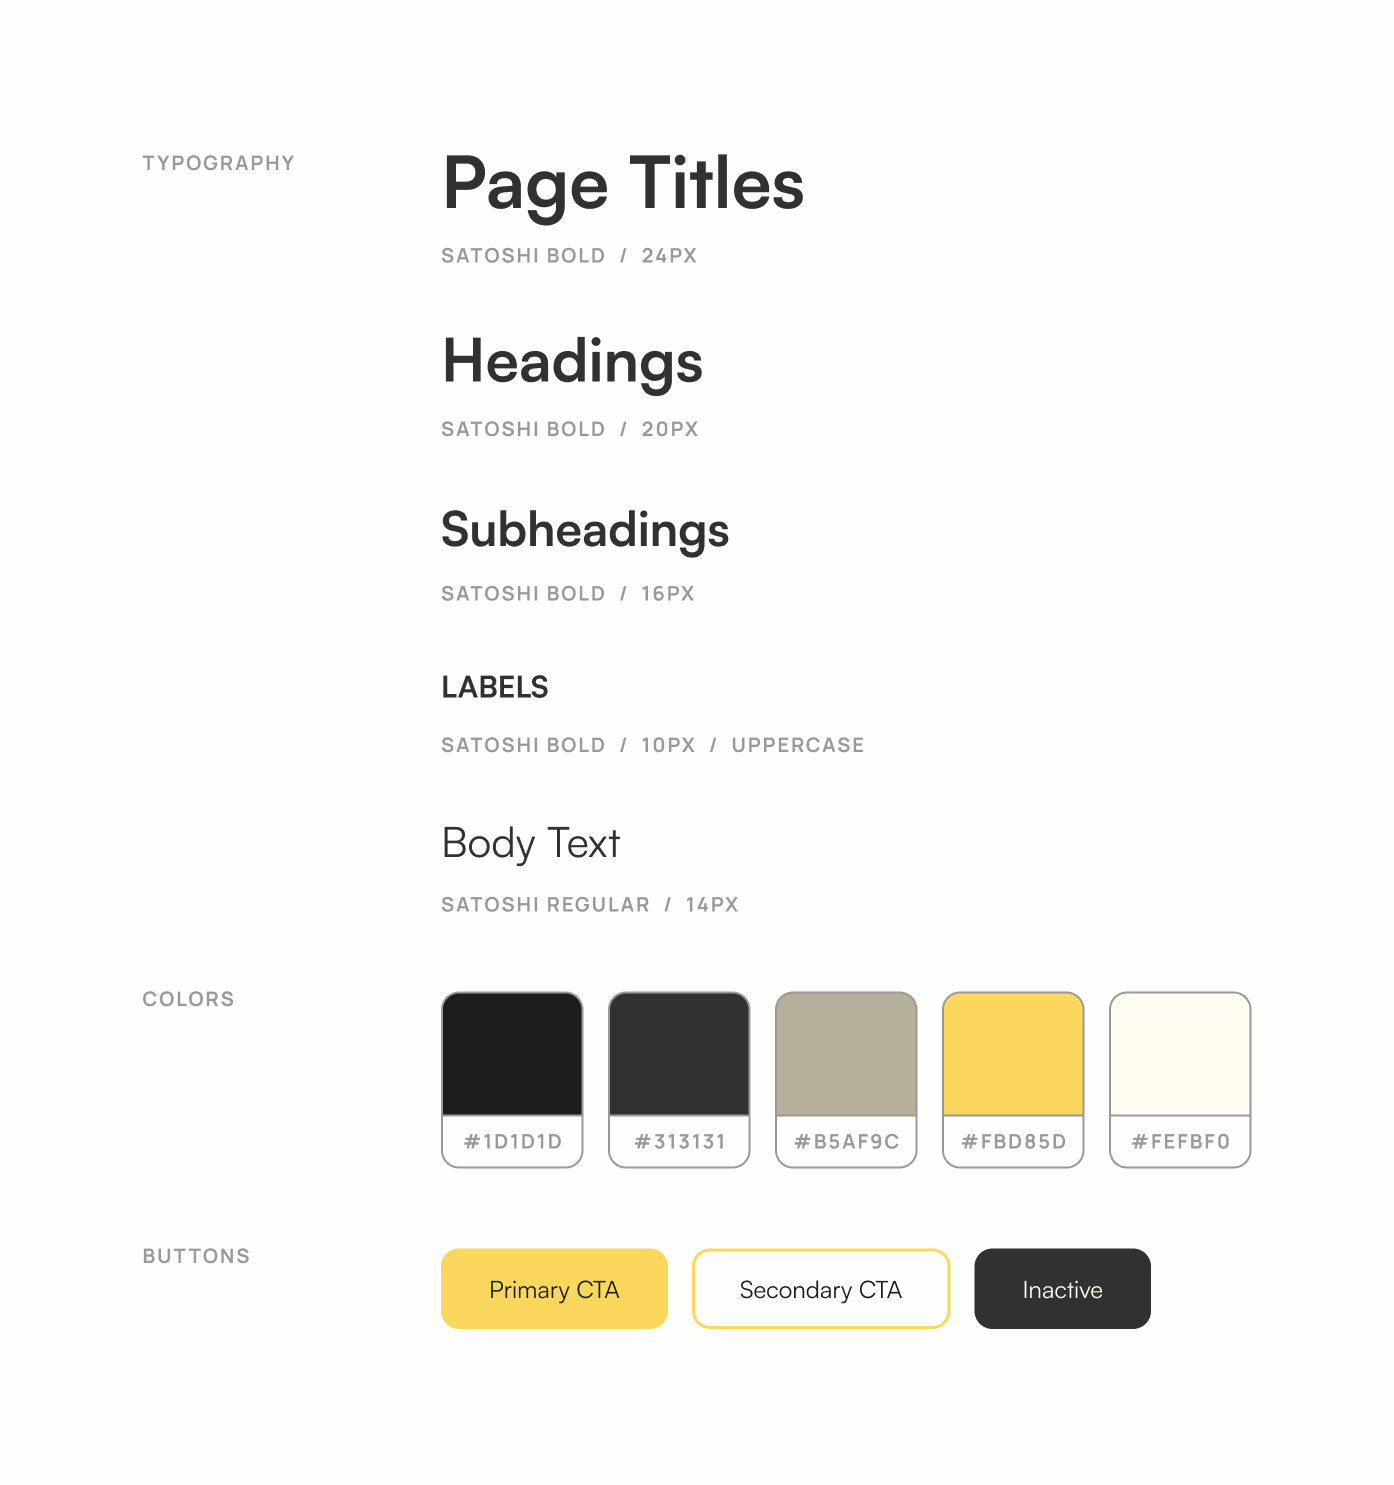 TYPOGRAPHY
Page Titles
SATOSHI BOLD / 24PX
Headings
SATOSHI BOLD / 20PX
Subheadings
SATOSHI BOLD / 16PX
LABELS
SATOSHI BOLD / 10PX / UPPERCASE
Body Text
SATOSHI REGULAR / 14PX
COLORS
#1D1D1D #313131 #B5AF9C #FBD85D #FEFBF0
BUTTONS
Primary CTA Secondary CTA Inactive